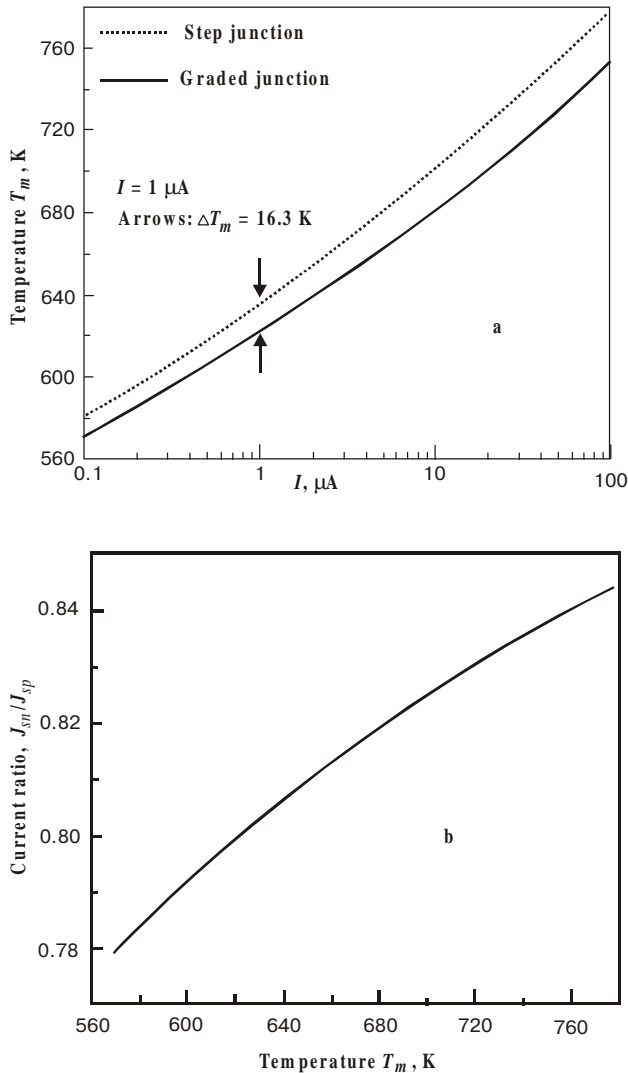 760
720
680
640
600
560
Temperature T_m, K
Step junction
Graded junction
I = 1 μA
Arrows: △T_m = 16.3 K
a
0.1
1
10
100
I, μA
0.84
0.82
0.80
0.78
Current ratio, J_sn/J_sp
b
560
600
640
680
720
760
Temperature T_m, K